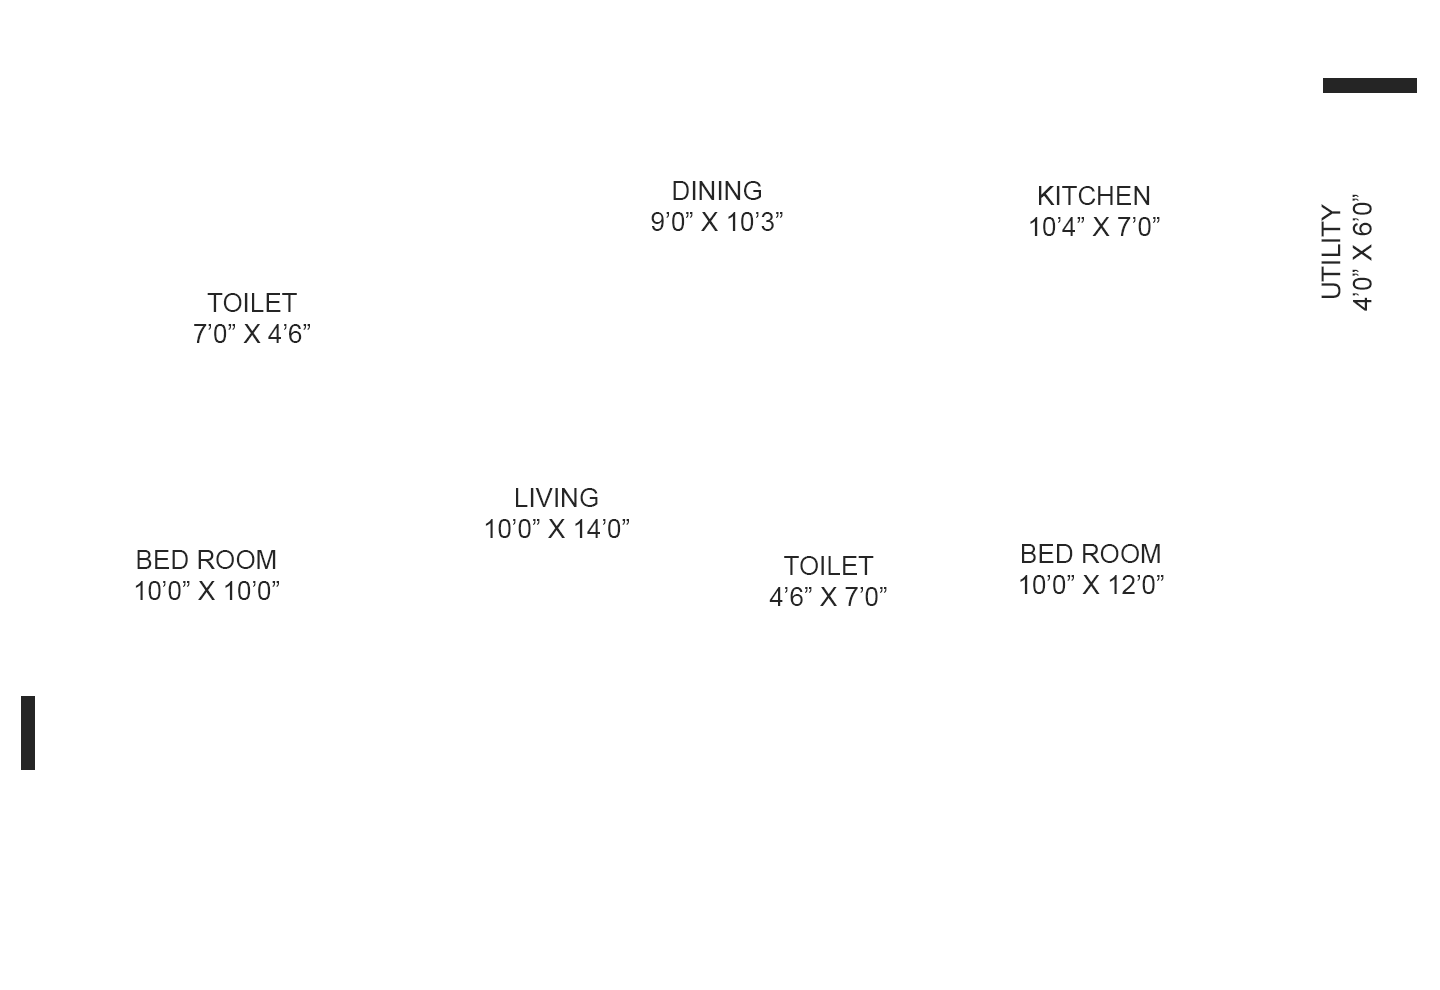 DINING
9’0” X 10’3”
KITCHEN
10’4” X 7’0”
UTILITY
4’0” X 6’0”
TOILET
7’0” X 4’6”
LIVING
10’0” X 14’0”
BED ROOM
10’0” X 10’0”
TOILET
4’6” X 7’0”
BED ROOM
10’0” X 12’0”